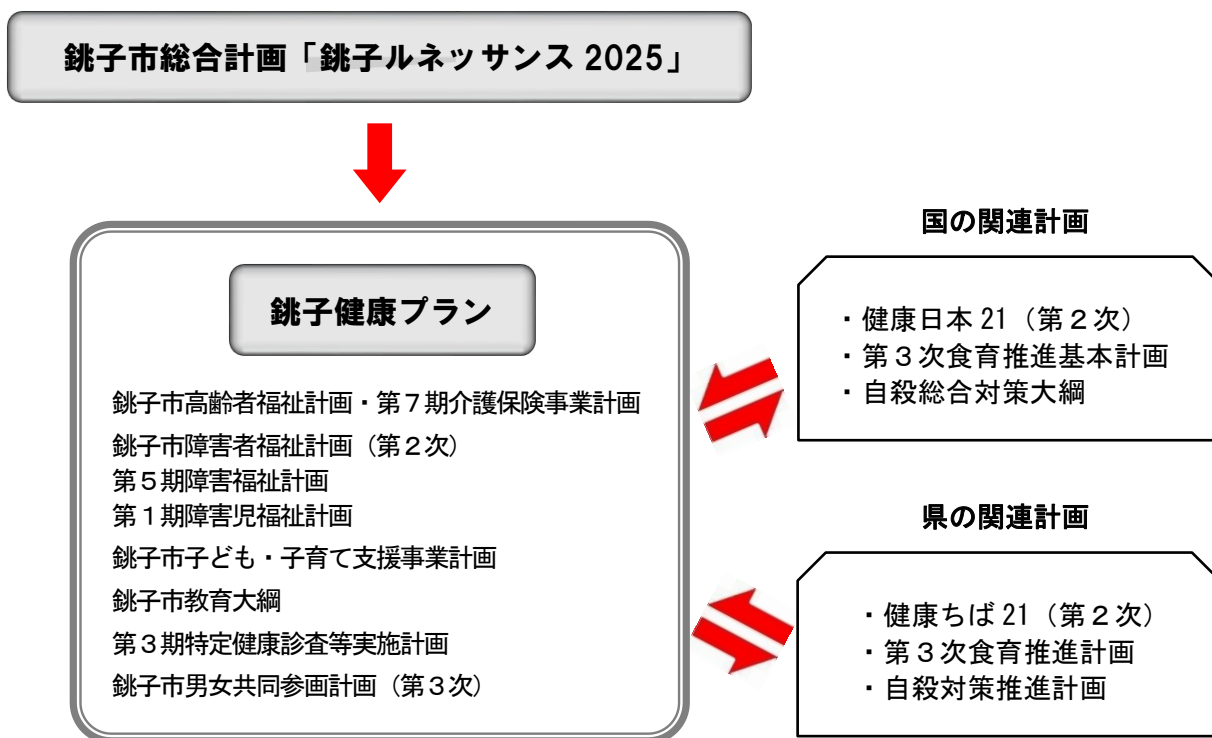 銚子市総合計画「銚子ルネッサンス 2025」
銚子健康プラン
銚子市高齢者福祉計画・第７期介護保険事業計画
銚子市障害者福祉計画（第２次）
第５期障害福祉計画
第１期障害児福祉計画
銚子市子ども・子育て支援事業計画
銚子市教育大綱
第３期特定健康診査等実施計画
銚子市男女共同参画計画（第３次）
国の関連計画
・健康日本 21（第２次）
・第３次食育推進基本計画
・自殺総合対策大綱
県の関連計画
・健康ちば 21（第２次）
・第３次食育推進計画
・自殺対策推進計画